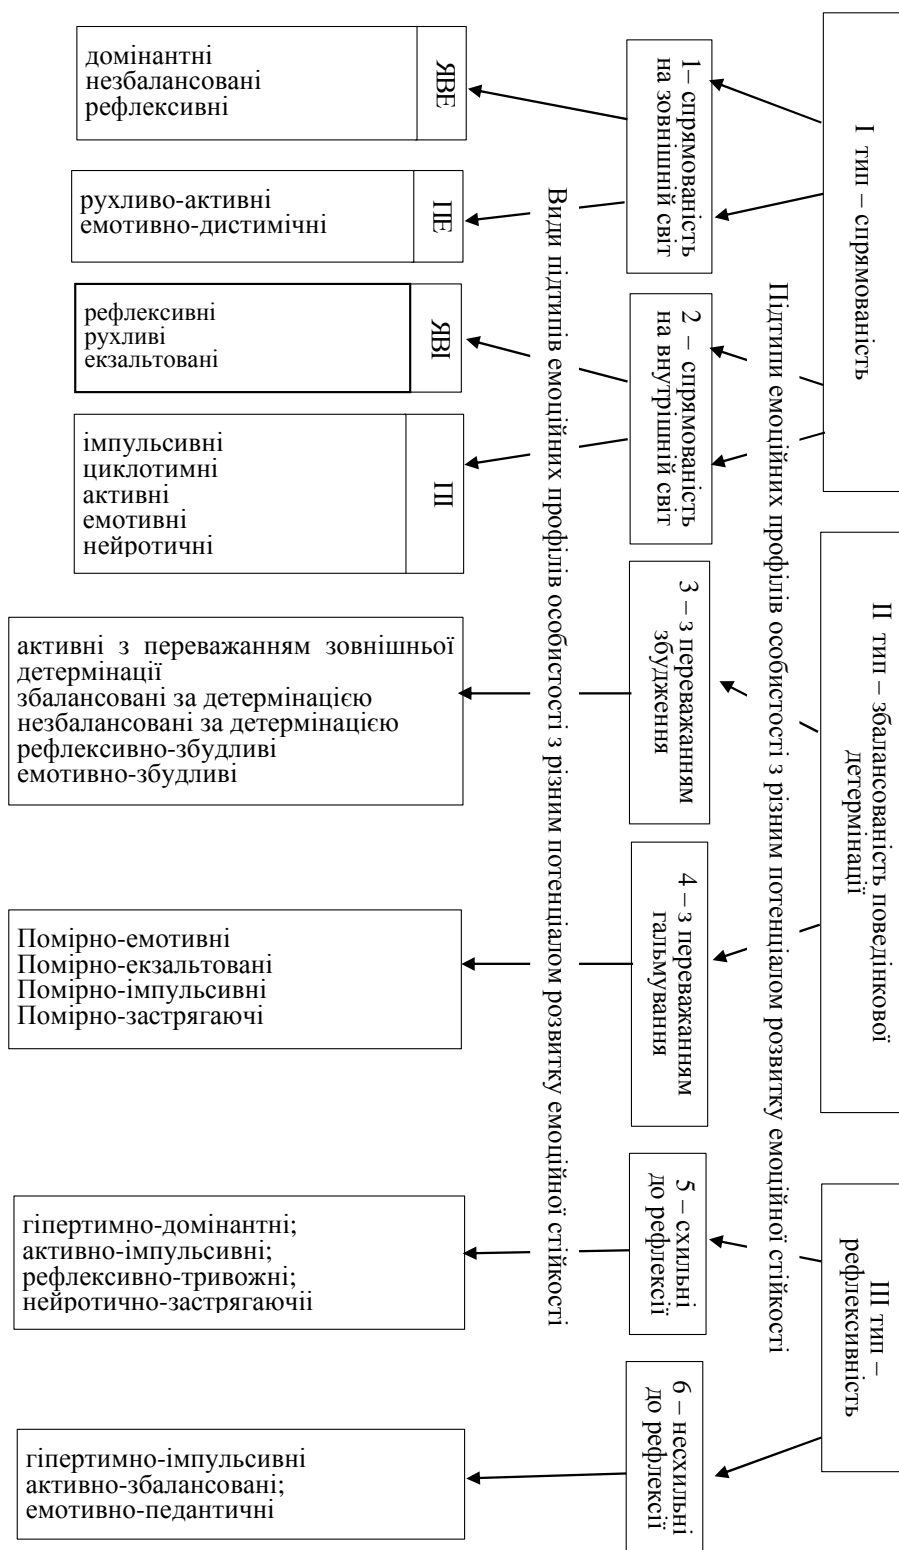 І тип – спрямованість
ІІ тип – збалансованість поведінкової
детермінації
ІІІ тип –
рефлексивність
Підтипи емоційних профілів особистості з різним потенціалом розвитку емоційної стійкості
1– спрямованість
на зовнішній світ
2 – спрямованість
на внутрішній світ
3 – з переважанням
збудження
4 – з переважанням
гальмування
5 – схильні
до рефлексії
6 – несхильні
до рефлексії
Види підтипів емоційних профілів особистості з різним потенціалом розвитку емоційної стійкості
ЯВЕ
домінантні
незбалансовані
рефлексивні
ПЕ
рухливо-активні
емотивно-дистимічні
ЯВІ
рефлексивні
рухливі
екзальтовані
ПІ
імпульсивні
циклотимні
активні
емотивні
нейротичні
активні з переважанням зовнішньої
детермінації
збалансовані за детермінацією
незбалансовані за детермінацією
рефлексивно-збудливі
емотивно-збудливі
Помірно-емотивні
Помірно-екзальтовані
Помірно-імпульсивні
Помірно-застрягаючі
гіпертимно-домінантні;
активно-імпульсивні;
рефлексивно-тривожні;
нейротично-застрягаючіі
гіпертимно-імпульсивні
активно-збалансовані;
емотивно-педантичні